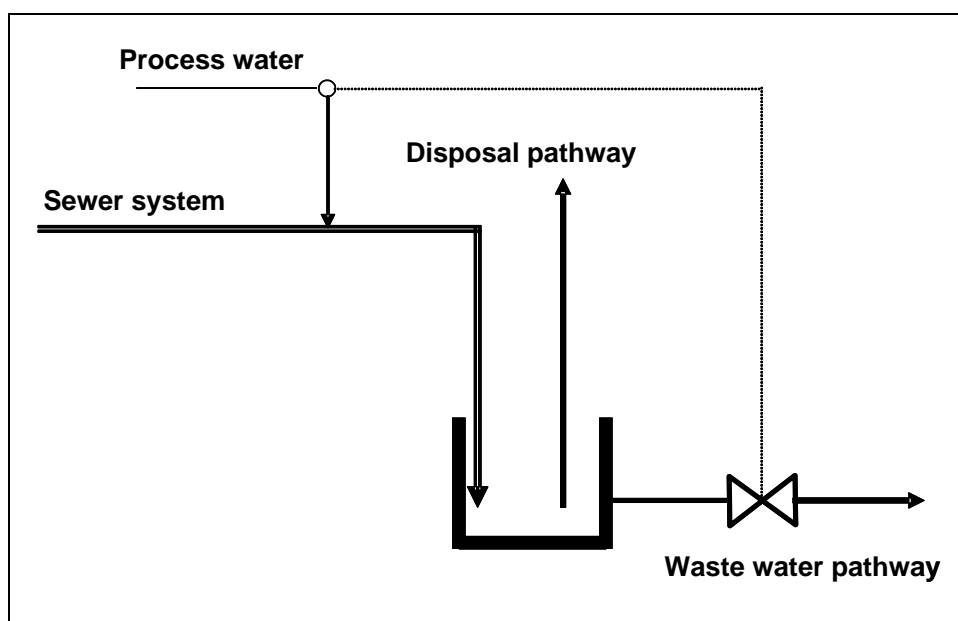 Process water
Disposal pathway
Sewer system
Waste water pathway